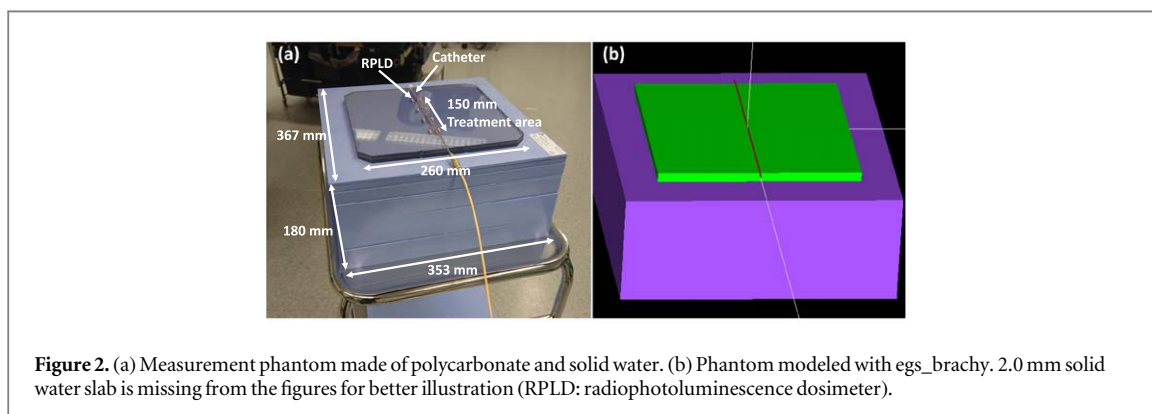 (a)
RPLD
Catheter
150 mm
Treatment area
367 mm
260 mm
180 mm
353 mm
(b)
Figure 2. (a) Measurement phantom made of polycarbonate and solid water. (b) Phantom modeled with egs_brachy. 2.0 mm solid
water slab is missing from the figures for better illustration (RPLD: radiophotoluminescence dosimeter).